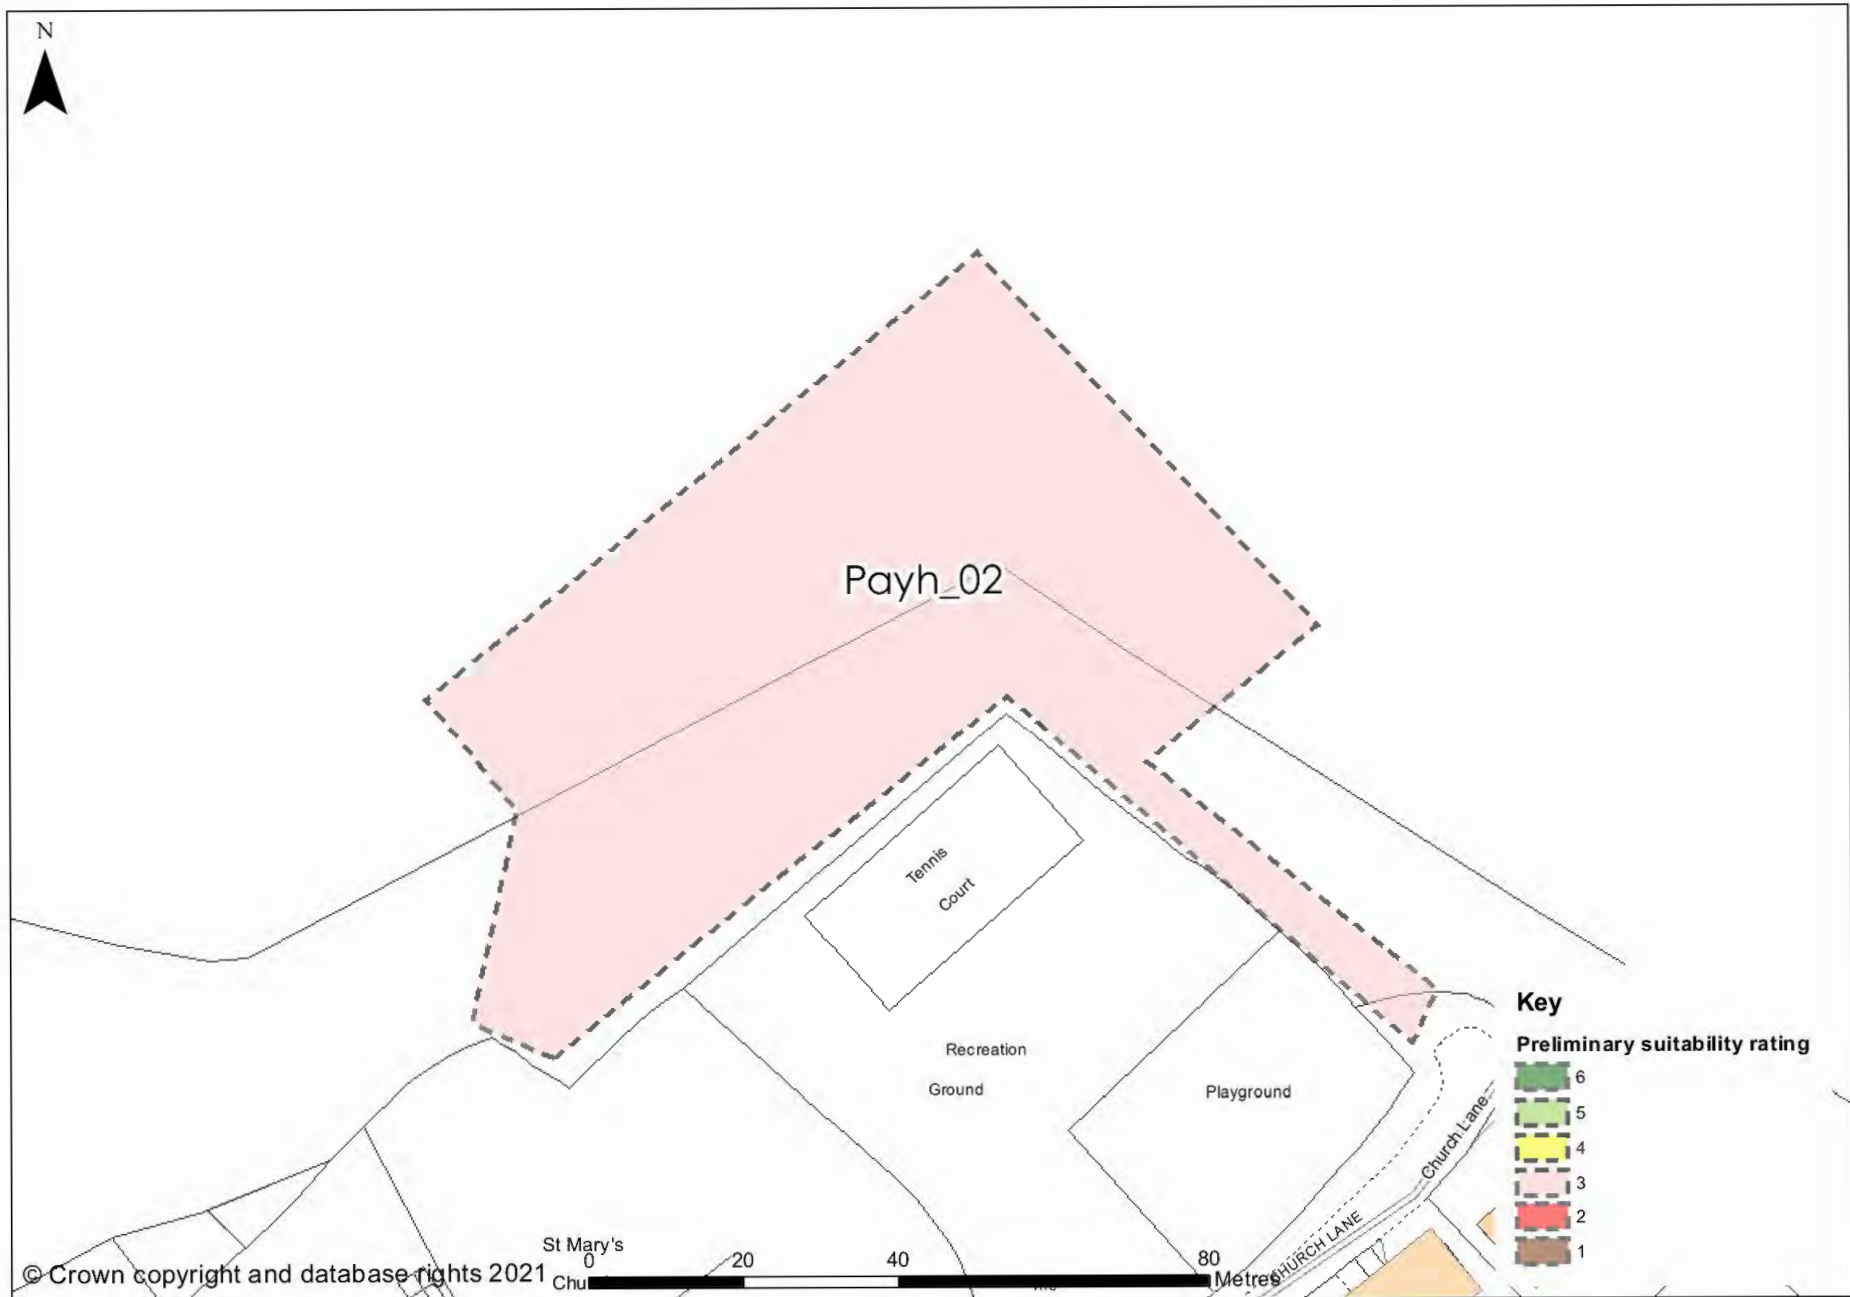 N
Payh_02
Tennis
Court
Recreation
Ground
Playground
Church Lane
CHURCH LANE
Key
Preliminary suitability rating
6
5
4
3
2
1
St Mary's
0 20 40 80
Metres
© Crown copyright and database rights 2021